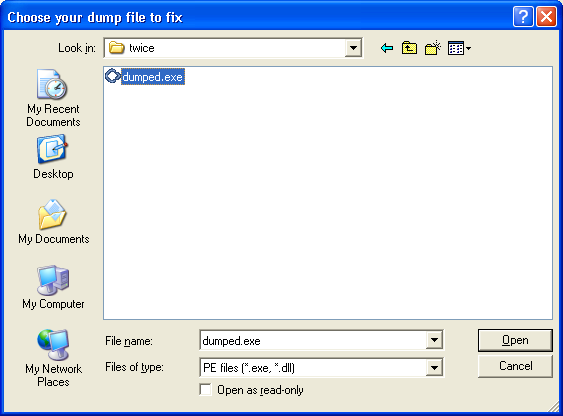 Choose your dump file to fix
Look in:
twice
dumped.exe
My Recent
Documents
Desktop
My Documents
My Computer
My Network
Places
File name:
dumped.exe
Open
Files of type:
PE files (*.exe, *.dll)
Cancel
Open as read-only